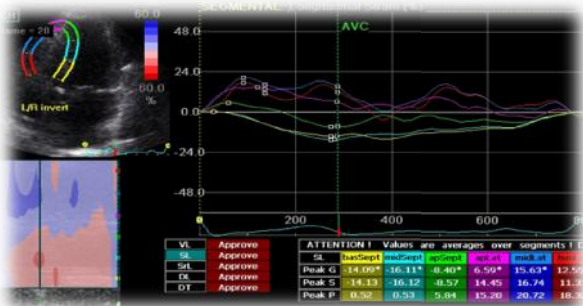 SEGMENTAL Longitudinal Strain (%)
AVC
60.0
60.0
%
L/R invert
48.0
24.0
0.0
-24.0
-48.0
0 200 400 600
VL Approve
SL Approve
SrL Approve
DL Approve
DT Approve
ATTENTION ! Values are averages over segments !
SL basSept midSept apSept apLat midLat
Peak G -14.09* -16.11* -8.40* 6.59* 15.63*
Peak S -14.13 -16.12 -8.57 14.45 16.74
Peak P 0.52 0.53 5.84 15.20 20.72